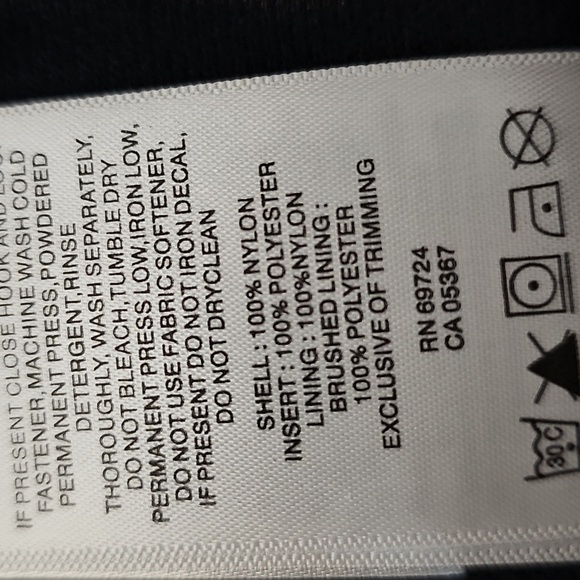 IF PRESENT CLOSE HOOK AND
FASTENER, MACHINE WASH COLD
PERMANENT PRESS, POWDERED
DETERGENT, RINSE
THOROUGHLY, WASH SEPARATELY,
DO NOT BLEACH, TUMBLE DRY
PERMANENT PRESS LOW, IRON LOW,
DO NOT USE FABRIC SOFTENER,
IF PRESENT DO NOT IRON DECAL,
DO NOT DRYCLEAN
SHELL : 100% NYLON
INSERT : 100% POLYESTER
LINING : 100%NYLON
BRUSHED LINING :
100% POLYESTER
EXCLUSIVE OF TRIMMING
RN 69724
CA 05367
30 C